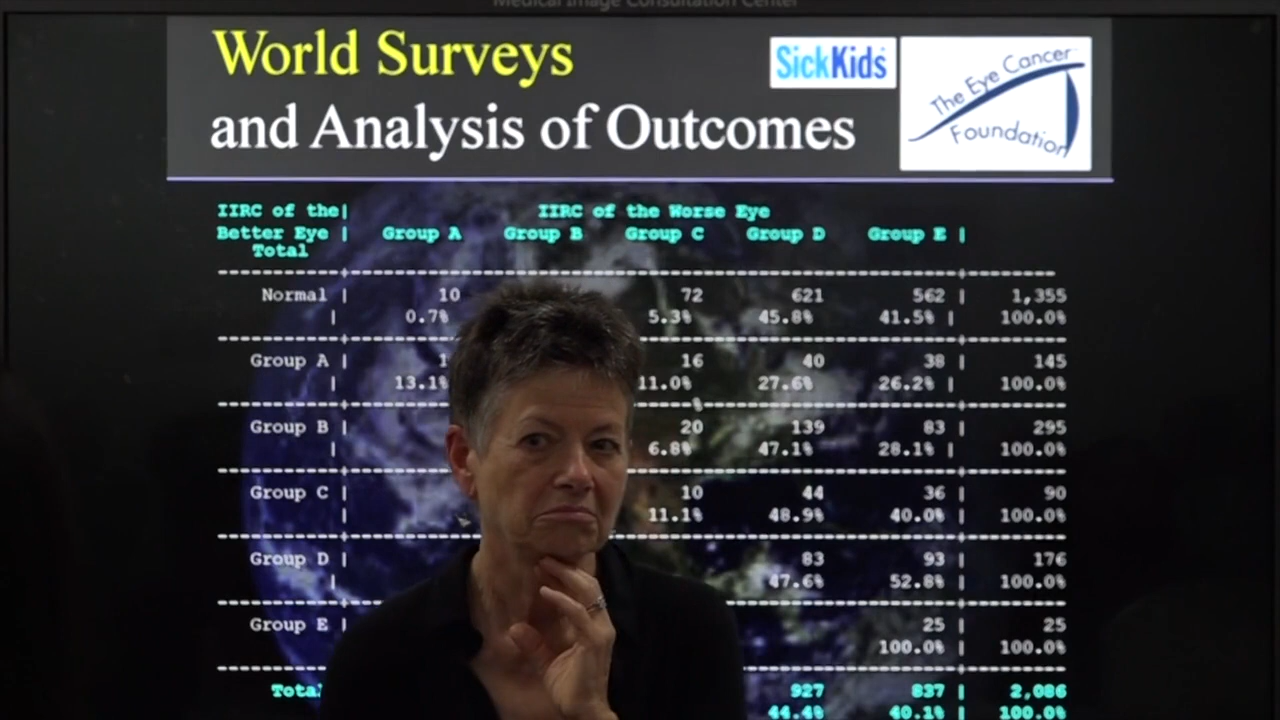 Medical Image Consultation Center
World Surveys
SickKids
The Eye Cancer
Foundation
and Analysis of Outcomes
IIRC of the| IIRC of the Worse Eye
Better Eye | Group A Group B Group C Group D Group E |
Total
Normal | 10 72 621 562 | 1,355
| 0.7% 5.3% 45.8% 41.5% | 100.0%
Group A | 16 40 38 | 145
| 13.1% 11.0% 27.6% 26.2% | 100.0%
Group B | 20 139 83 | 295
| 6.8% 47.1% 28.1% | 100.0%
Group C | 10 44 36 | 90
| 11.1% 48.9% 40.0% | 100.0%
Group D | 83 93 | 176
| 47.6% 52.8% | 100.0%
Group E | 25 | 25
| 100.0% | 100.0%
Total 927 837 | 2,086
44.4% 40.1% | 100.0%